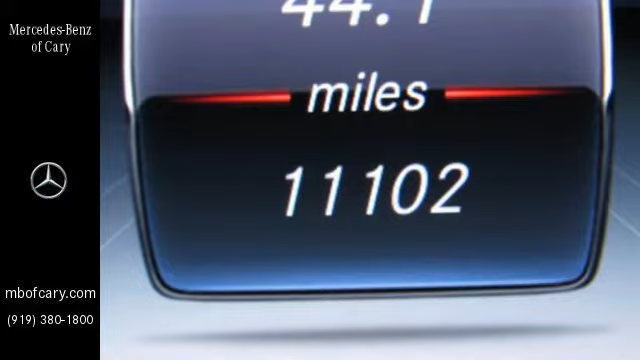 Mercedes-Benz
of Cary
mbofcary.com
(919) 380-1800
44.1
miles
11102